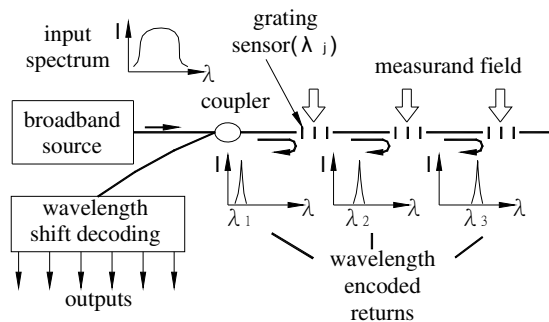 input
spectrum
I
λ
grating
sensor(λ j)
measurand field
coupler
broadband
source
I
λ1
λ
I
λ2
λ
I
λ3
λ
wavelength
shift decoding
outputs
wavelength
encoded
returns